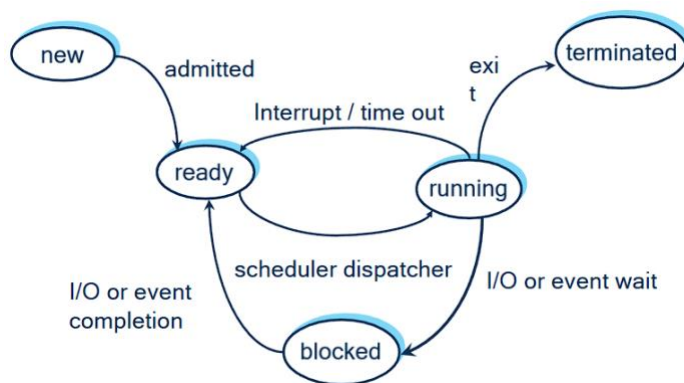 new
terminated
admitted
exi
t
Interrupt / time out
ready
running
scheduler dispatcher
I/O or event wait
I/O or event
completion
blocked